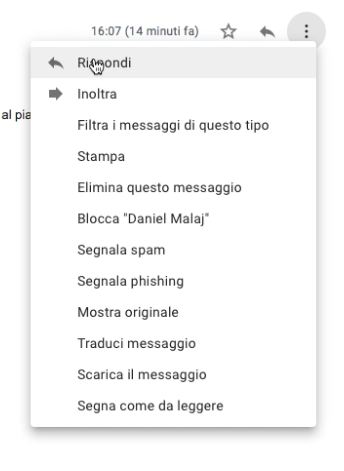 16:07 (14 minuti fa)
Rispondi
al pia
Inoltra
Filtra i messaggi di questo tipo
Stampa
Elimina questo messaggio
Blocca "Daniel Malaj"
Segnala spam
Segnala phishing
Mostra originale
Traduci messaggio
Scarica il messaggio
Segna come da leggere